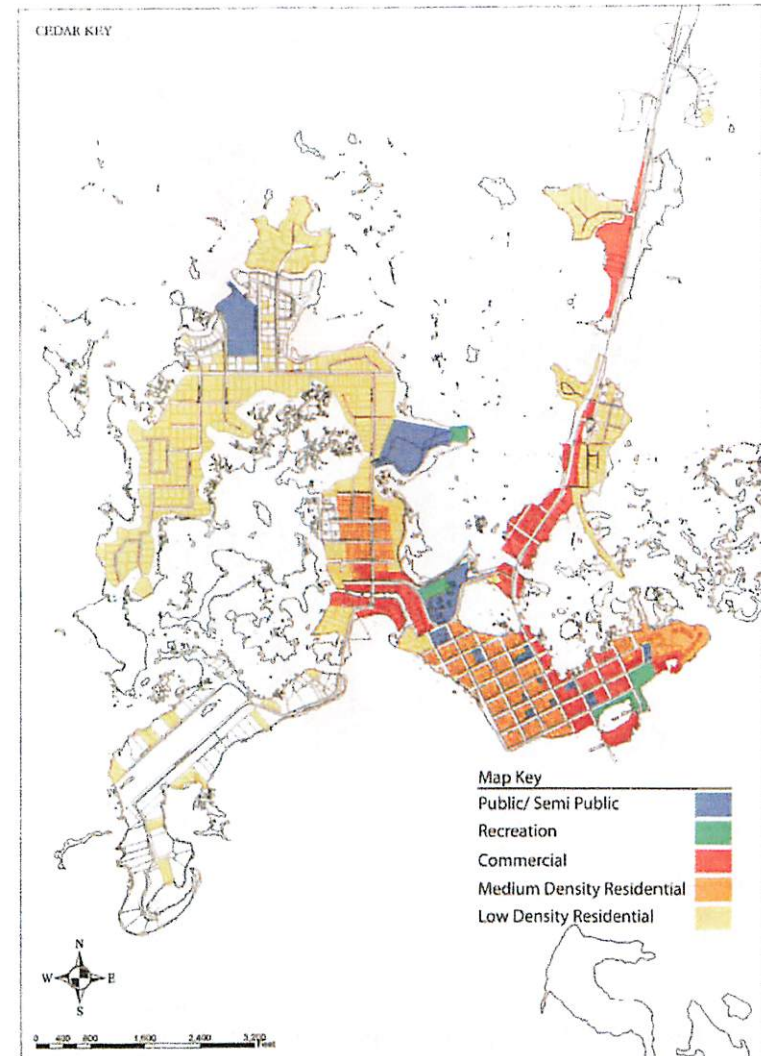 CEDAR KEY
Map Key
Public/ Semi Public
Recreation
Commercial
Medium Density Residential
Low Density Residential
N
W E
S
0 400 800 1,600 2,400 3,200
Feet